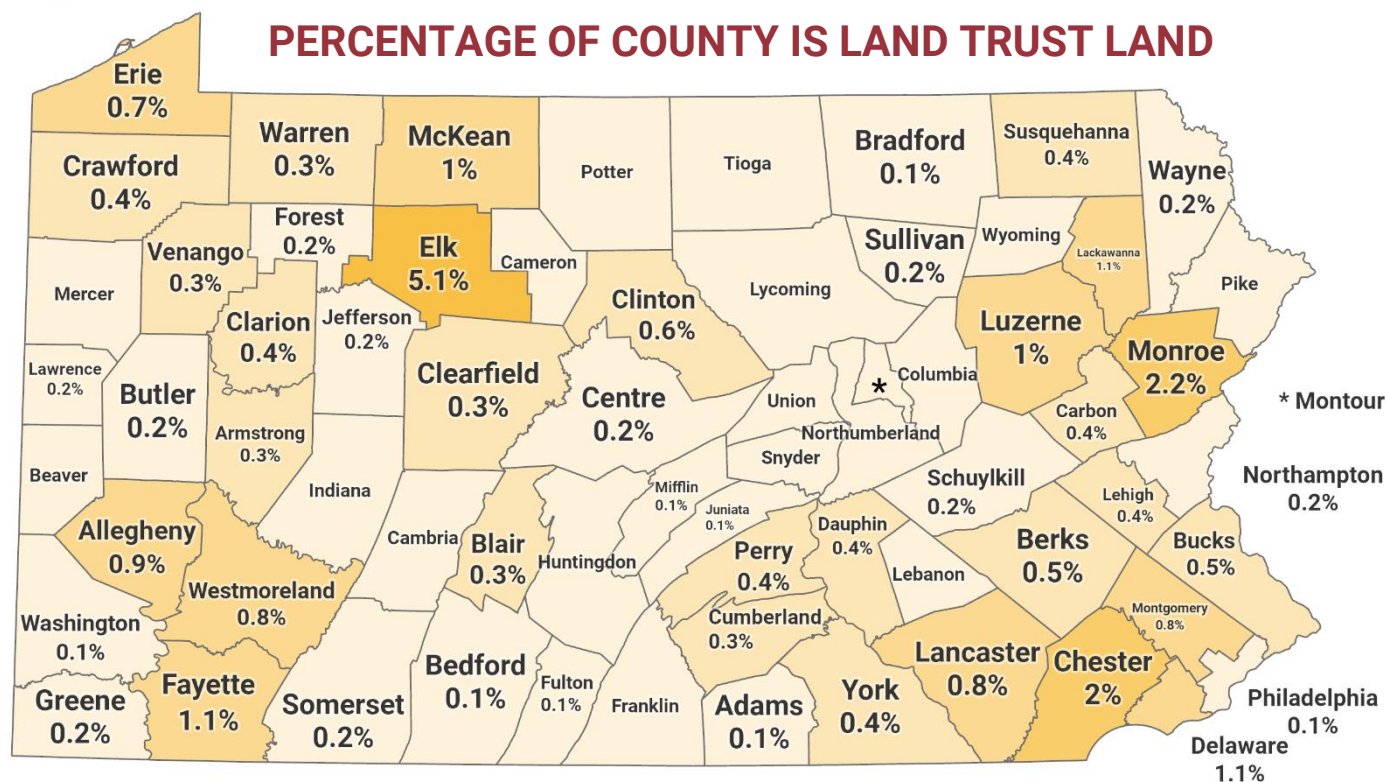 PERCENTAGE OF COUNTY IS LAND TRUST LAND
Erie
0.7%
Crawford
0.4%
Warren
0.3%
McKean
1%
Potter
Tioga
Bradford
0.1%
Susquehanna
0.4%
Wayne
0.2%
Forest
0.2%
Venango
0.3%
Elk
5.1%
Cameron
Sullivan
0.2%
Wyoming
Lackawanna
1.1%
Mercer
Clarion
0.4%
Jefferson
0.2%
Clinton
0.6%
Lycoming
Luzerne
1%
Pike
Monroe
2.2%
Lawrence
0.2%
Butler
0.2%
Clearfield
0.3%
Centre
0.2%
Union
*
Columbia
* Montour
Armstrong
0.3%
Northumberland
Snyder
Carbon
0.4%
Beaver
Indiana
Mifflin
0.1%
Juniata
0.1%
Schuylkill
0.2%
Lehigh
0.4%
Northampton
0.2%
Allegheny
0.9%
Cambria
Blair
0.3%
Huntingdon
Perry
0.4%
Dauphin
0.4%
Lebanon
Berks
0.5%
Bucks
0.5%
Westmoreland
0.8%
Washington
0.1%
Cumberland
0.3%
Montgomery
0.8%
Greene
0.2%
Fayette
1.1%
Somerset
0.2%
Bedford
0.1%
Fulton
0.1%
Franklin
Adams
0.1%
York
0.4%
Lancaster
0.8%
Chester
2%
Philadelphia
0.1%
Delaware
1.1%